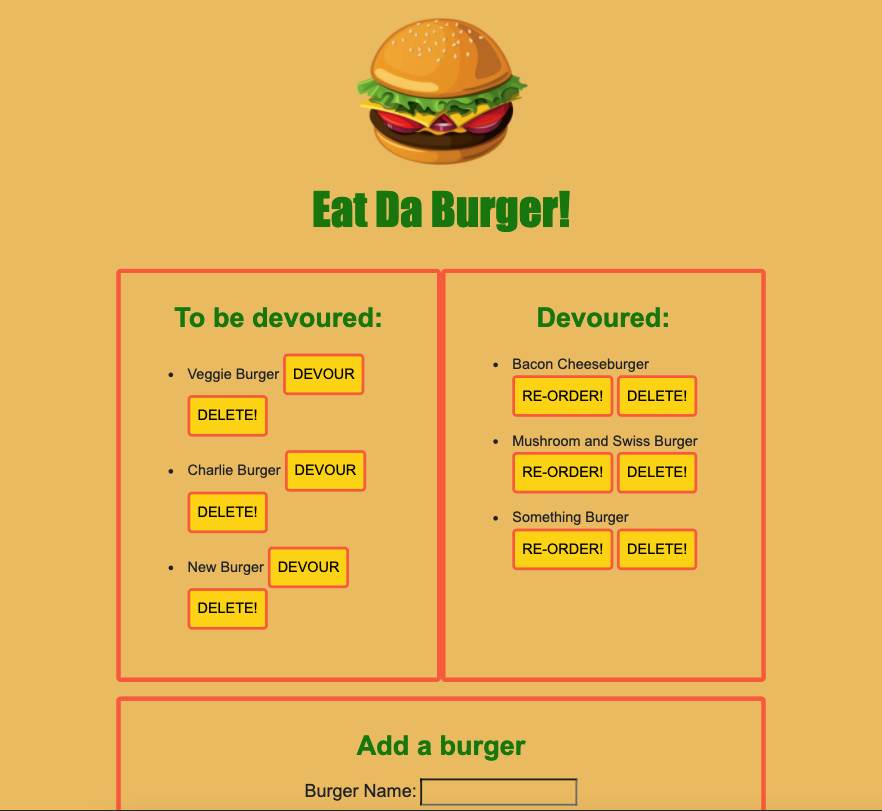 Eat Da Burger!
To be devoured:
Veggie Burger DEVOUR
DELETE!
Charlie Burger DEVOUR
DELETE!
New Burger DEVOUR
DELETE!
Devoured:
Bacon Cheeseburger
RE-ORDER! DELETE!
Mushroom and Swiss Burger
RE-ORDER! DELETE!
Something Burger
RE-ORDER! DELETE!
Add a burger
Burger Name: